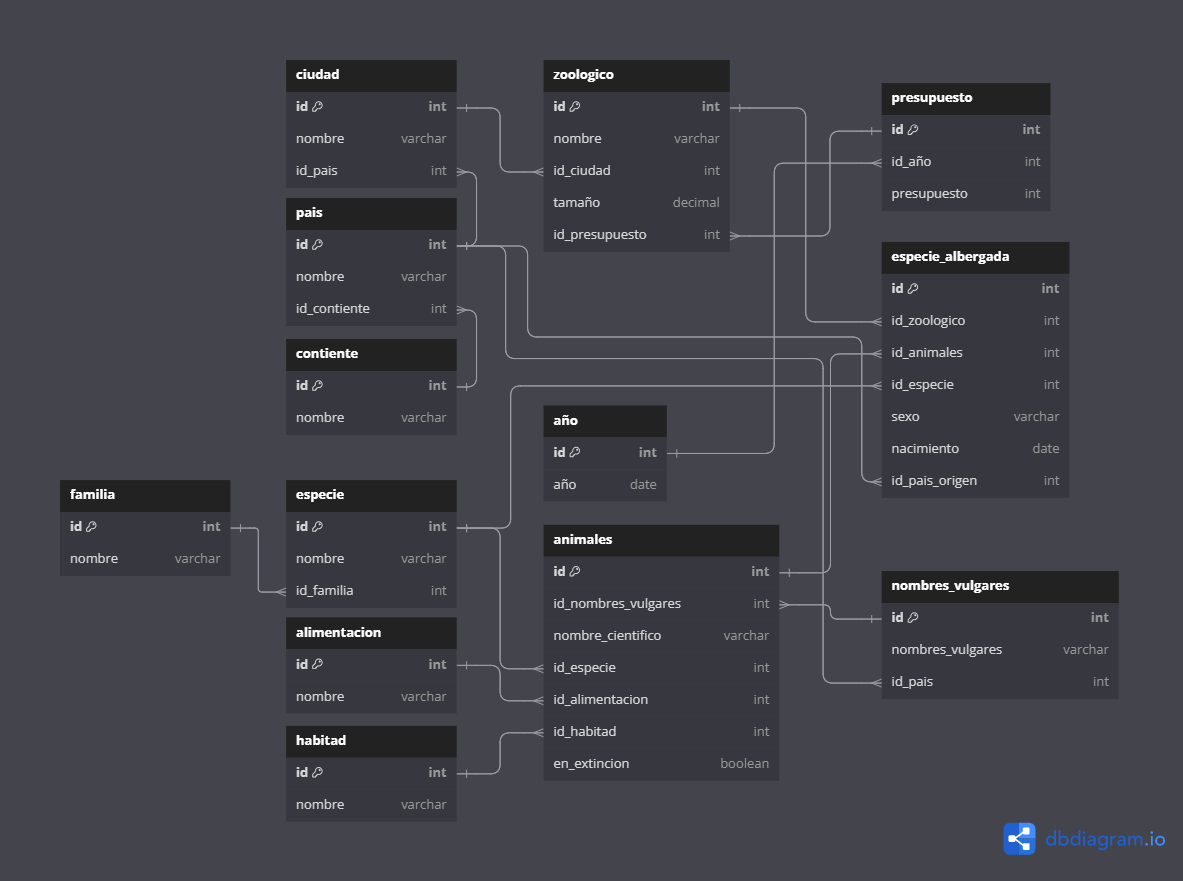 ciudad
id int
nombre varchar
id_pais int
pais
id int
nombre varchar
id_contiente int
contiente
id int
nombre varchar
familia
id int
nombre varchar
especie
id int
nombre varchar
id_familia int
alimentacion
id int
nombre varchar
habitad
id int
nombre varchar
zoologico
id int
nombre varchar
id_ciudad int
tamaño decimal
id_presupuesto int
año
id int
año date
animales
id int
id_nombres_vulgares int
nombre_cientifico varchar
id_especie int
id_alimentacion int
id_habitad int
en_extincion boolean
presupuesto
id int
id_año int
presupuesto int
especie_albergada
id int
id_zoologico int
id_animales int
id_especie int
sexo varchar
nacimiento date
id_pais_origen int
nombres_vulgares
id int
nombres_vulgares varchar
id_pais int
dbdiagram.io